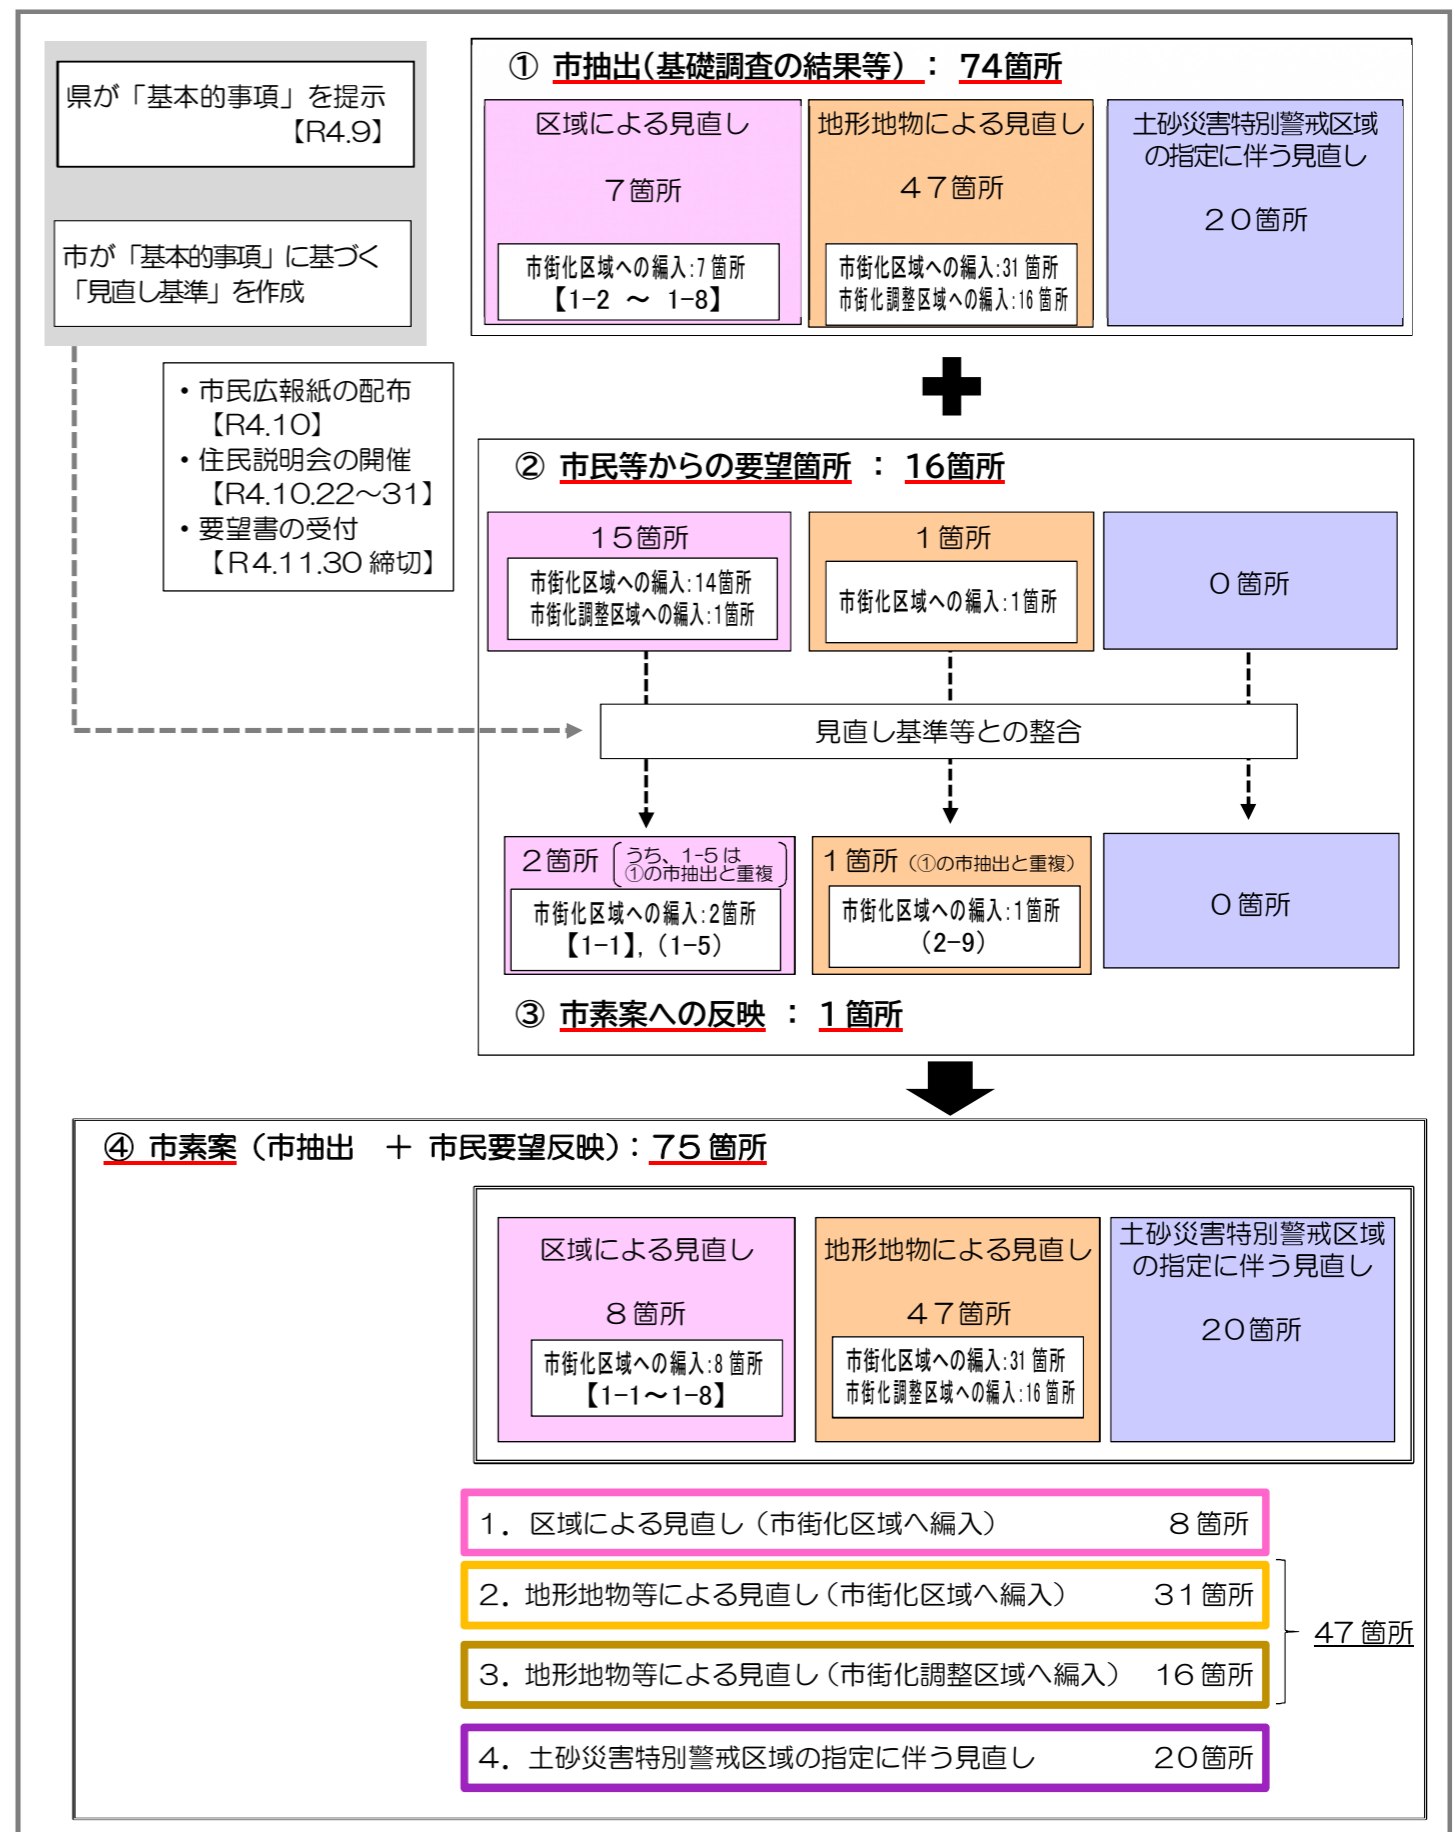 県が「基本的事項」を提示
【R4.9】
市が「基本的事項」に基づく
「見直し基準」を作成
・市民広報紙の配布
【R4.10】
・住民説明会の開催
【R4.10.22～31】
・要望書の受付
【R4.11.30 締切】
① 市抽出(基礎調査の結果等) ： 74箇所
区域による見直し
7箇所
市街化区域への編入:7 箇所
【1-2 ～ 1-8】
地形地物による見直し
47箇所
市街化区域への編入:31 箇所
市街化調整区域への編入:16 箇所
土砂災害特別警戒区域
の指定に伴う見直し
20箇所
② 市民等からの要望箇所 ： 16箇所
15箇所
市街化区域への編入:14箇所
市街化調整区域への編入:1箇所
1箇所
市街化区域への編入:1箇所
0箇所
見直し基準等との整合
2箇所 うち、1-5 は
①の市抽出と重複
市街化区域への編入:2箇所
【1-1】, (1-5)
1箇所 (①の市抽出と重複)
市街化区域への編入:1箇所
(2-9)
0箇所
③ 市素案への反映 ： 1箇所
④ 市素案 (市抽出 ＋ 市民要望反映)： 75箇所
区域による見直し
8箇所
市街化区域への編入:8 箇所
【1-1～1-8】
地形地物による見直し
47箇所
市街化区域への編入:31 箇所
市街化調整区域への編入:16 箇所
土砂災害特別警戒区域
の指定に伴う見直し
20箇所
1．区域による見直し（市街化区域へ編入） 8箇所
2．地形地物等による見直し（市街化区域へ編入） 31箇所
3．地形地物等による見直し（市街化調整区域へ編入） 16箇所
47箇所
4．土砂災害特別警戒区域の指定に伴う見直し 20箇所